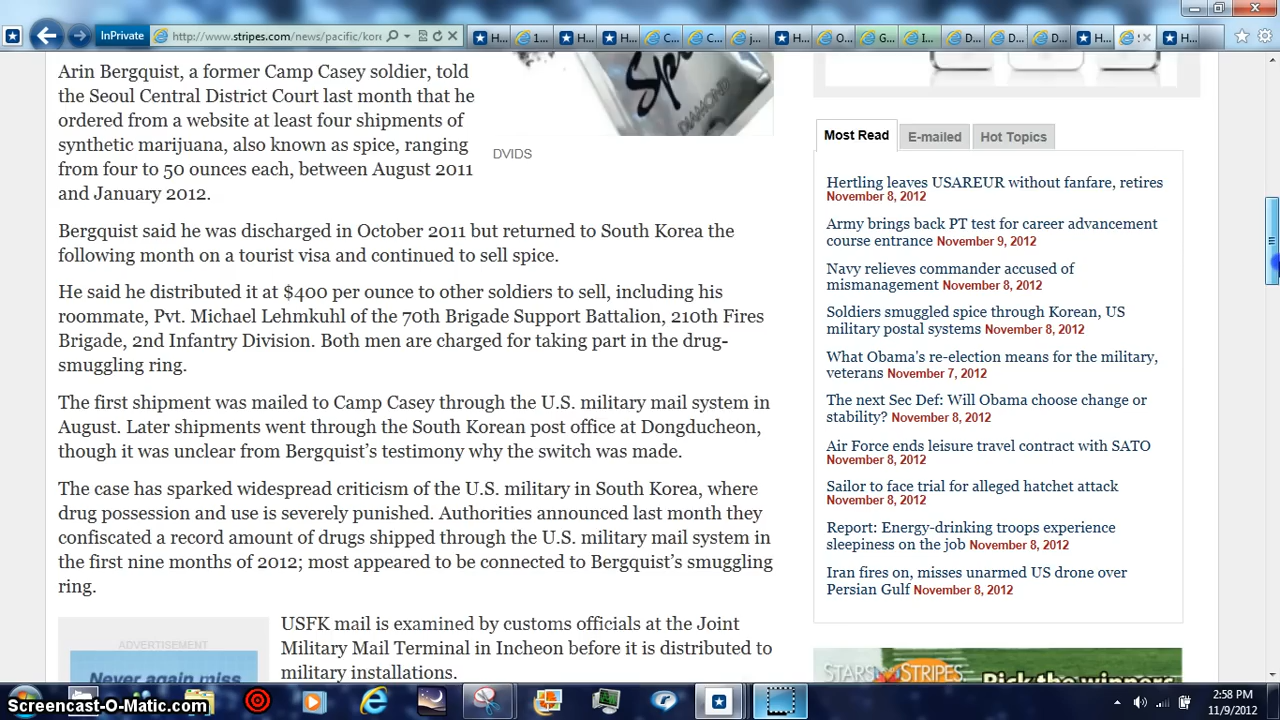 InPrivate
http://www.stripes.com/news/pacific/kor
Arin Bergquist, a former Camp Casey soldier, told
the Seoul Central District Court last month that he
ordered from a website at least four shipments of
synthetic marijuana, also known as spice, ranging
from four to 50 ounces each, between August 2011
and January 2012.
Spice
DIAMOND
DVIDS
Bergquist said he was discharged in October 2011 but returned to South Korea the
following month on a tourist visa and continued to sell spice.
He said he distributed it at $400 per ounce to other soldiers to sell, including his
roommate, Pvt. Michael Lehmkuhl of the 70th Brigade Support Battalion, 210th Fires
Brigade, 2nd Infantry Division. Both men are charged for taking part in the drug-
smuggling ring.
The first shipment was mailed to Camp Casey through the U.S. military mail system in
August. Later shipments went through the South Korean post office at Dongducheon,
though it was unclear from Bergquist’s testimony why the switch was made.
The case has sparked widespread criticism of the U.S. military in South Korea, where
drug possession and use is severely punished. Authorities announced last month they
confiscated a record amount of drugs shipped through the U.S. military mail system in
the first nine months of 2012; most appeared to be connected to Bergquist’s smuggling
ring.
ADVERTISEMENT
Never again miss
USFK mail is examined by customs officials at the Joint
Military Mail Terminal in Incheon before it is distributed to
military installations.
Most Read E-mailed Hot Topics
Hertling leaves USAREUR without fanfare, retires
November 8, 2012
Army brings back PT test for career advancement
course entrance November 9, 2012
Navy relieves commander accused of
mismanagement November 8, 2012
Soldiers smuggled spice through Korean, US
military postal systems November 8, 2012
What Obama's re-election means for the military,
veterans November 7, 2012
The next Sec Def: Will Obama choose change or
stability? November 8, 2012
Air Force ends leisure travel contract with SATO
November 8, 2012
Sailor to face trial for alleged hatchet attack
November 8, 2012
Report: Energy-drinking troops experience
sleepiness on the job November 8, 2012
Iran fires on, misses unarmed US drone over
Persian Gulf November 8, 2012
STARS AND STRIPES
Pick the winners
Screencast-O-Matic.com
2:58 PM
11/9/2012